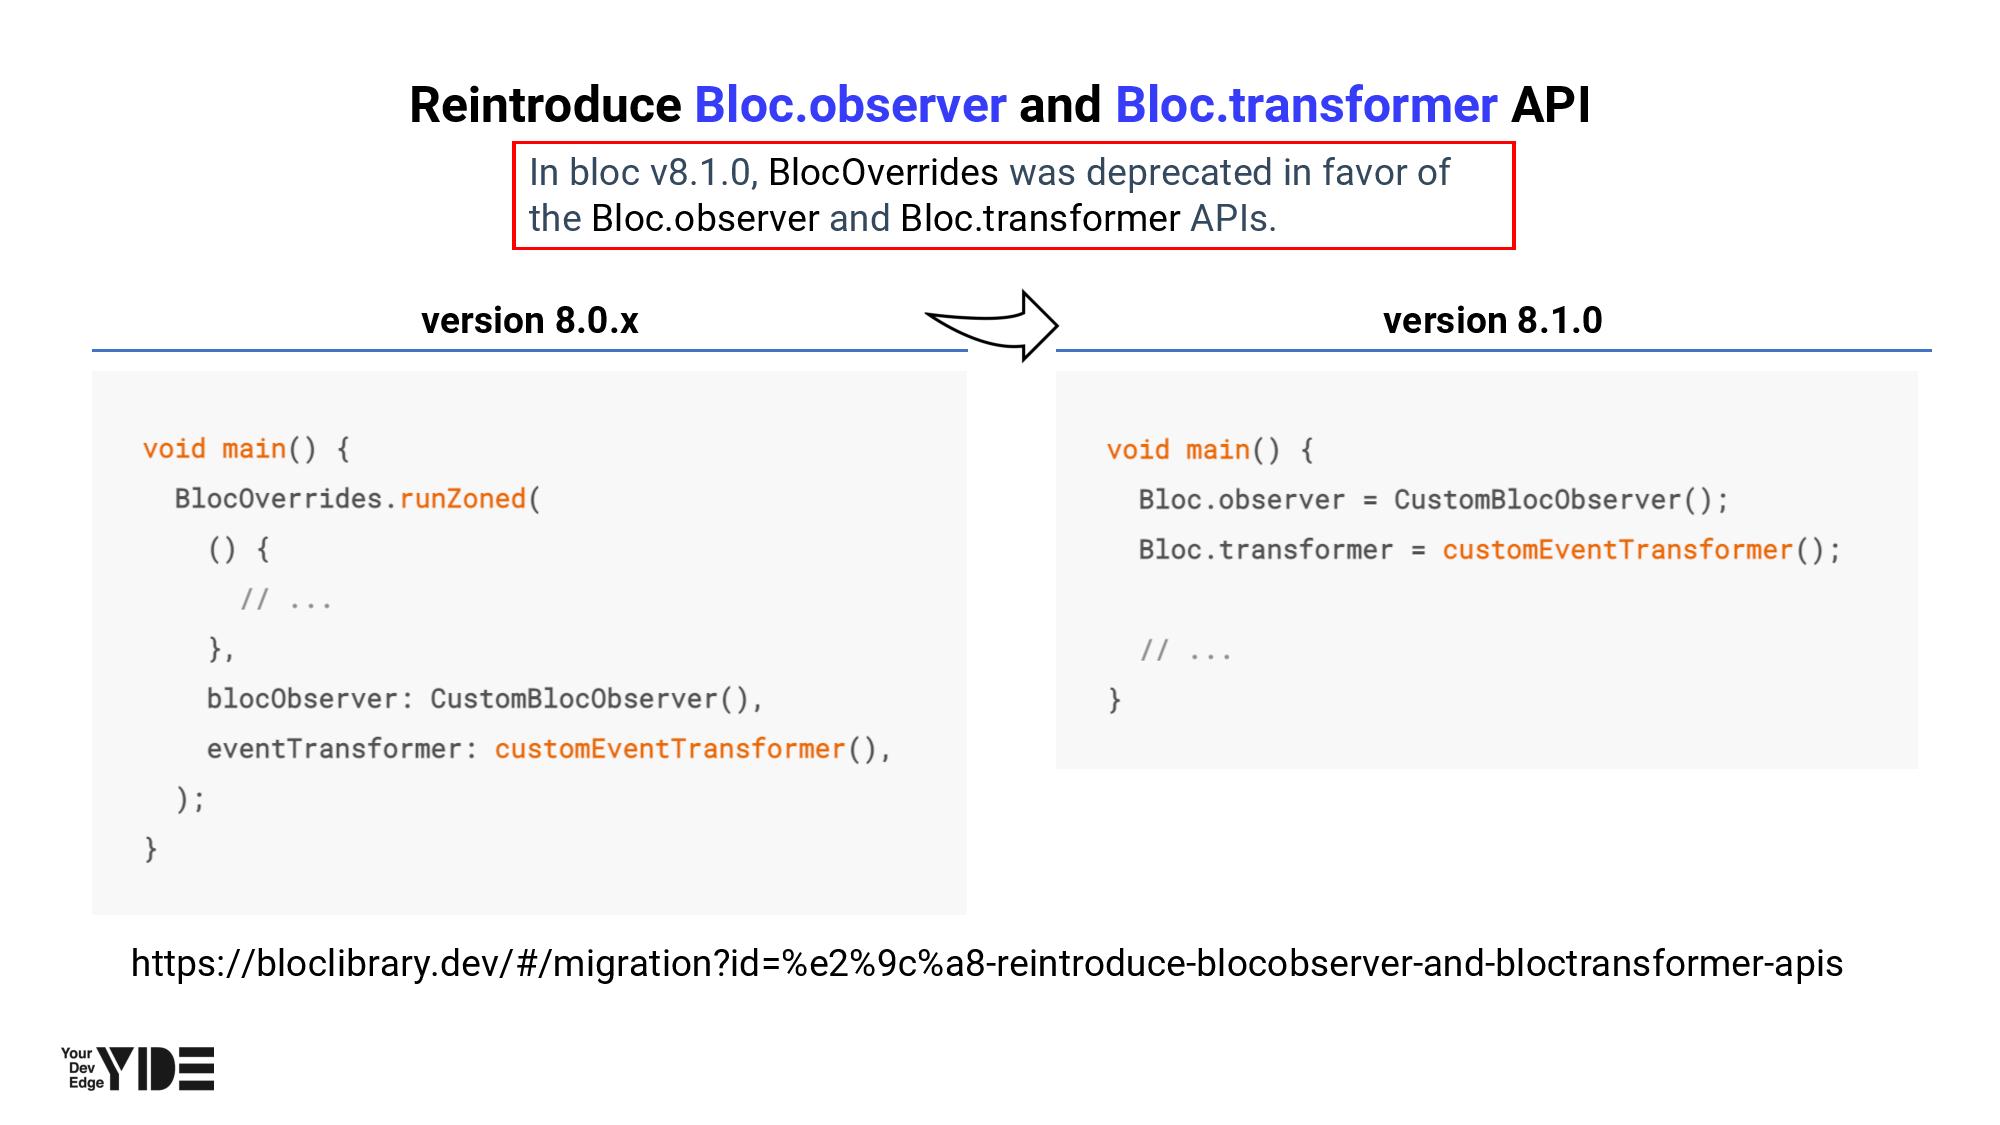 Reintroduce Bloc.observer and Bloc.transformer API
In bloc v8.1.0, BlocOverrides was deprecated in favor of
the Bloc.observer and Bloc.transformer APIs.
version 8.0.x
void main() {
  BlocOverrides.runZoned(
    () {
      // ...
    },
    blocObserver: CustomBlocObserver(),
    eventTransformer: customEventTransformer(),
  );
}
version 8.1.0
void main() {
  Bloc.observer = CustomBlocObserver();
  Bloc.transformer = customEventTransformer();

  // ...
}
https://bloclibrary.dev/#/migration?id=%e2%9c%a8-reintroduce-blocobserver-and-bloctransformer-apis
Your
Dev
Edge
YDE